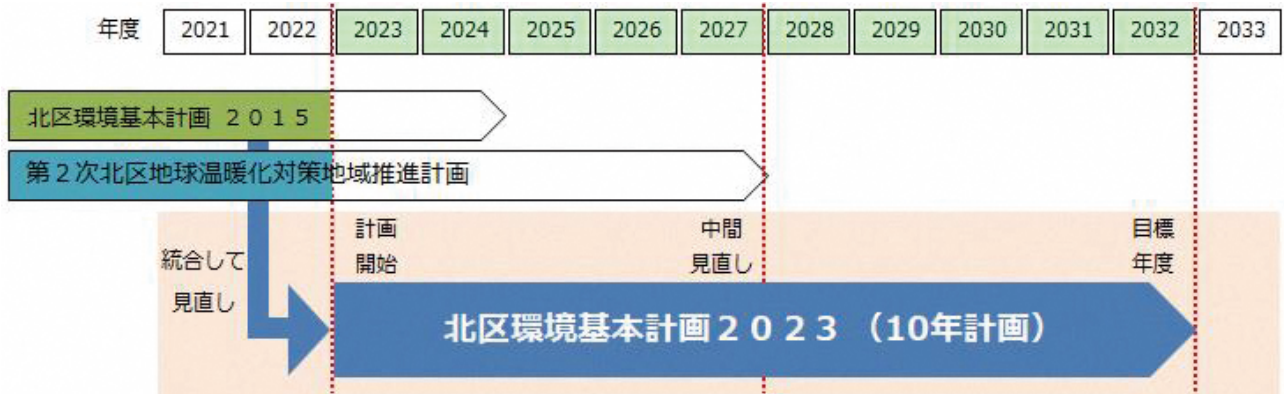 年度 2021 2022 2023 2024 2025 2026 2027 2028 2029 2030 2031 2032 2033
北区環境基本計画 2015
第2次北区地球温暖化対策地域推進計画
統合して
見直し
計画
開始
中間
見直し
目標
年度
北区環境基本計画2023 (10年計画)